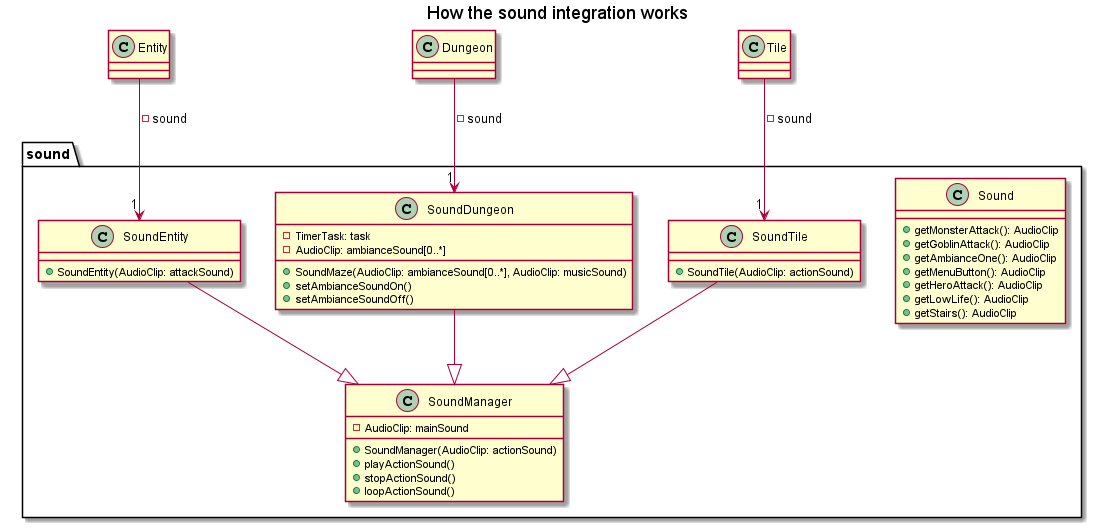 How the sound integration works
C Entity
C Dungeon
C Tile
sound
sound
sound
sound
1
1
1
C SoundEntity
SoundEntity(AudioClip: attackSound)
C SoundDungeon
TimerTask: task
AudioClip: ambianceSound[0..*]
SoundMaze(AudioClip: ambianceSound[0..*], AudioClip: musicSound)
setAmbianceSoundOn()
setAmbianceSoundOff()
C SoundTile
SoundTile(AudioClip: actionSound)
C Sound
getMonsterAttack(): AudioClip
getGoblinAttack(): AudioClip
getAmbianceOne(): AudioClip
getMenuButton(): AudioClip
getHeroAttack(): AudioClip
getLowLife(): AudioClip
getStairs(): AudioClip
C SoundManager
AudioClip: mainSound
SoundManager(AudioClip: actionSound)
playActionSound()
stopActionSound()
loopActionSound()